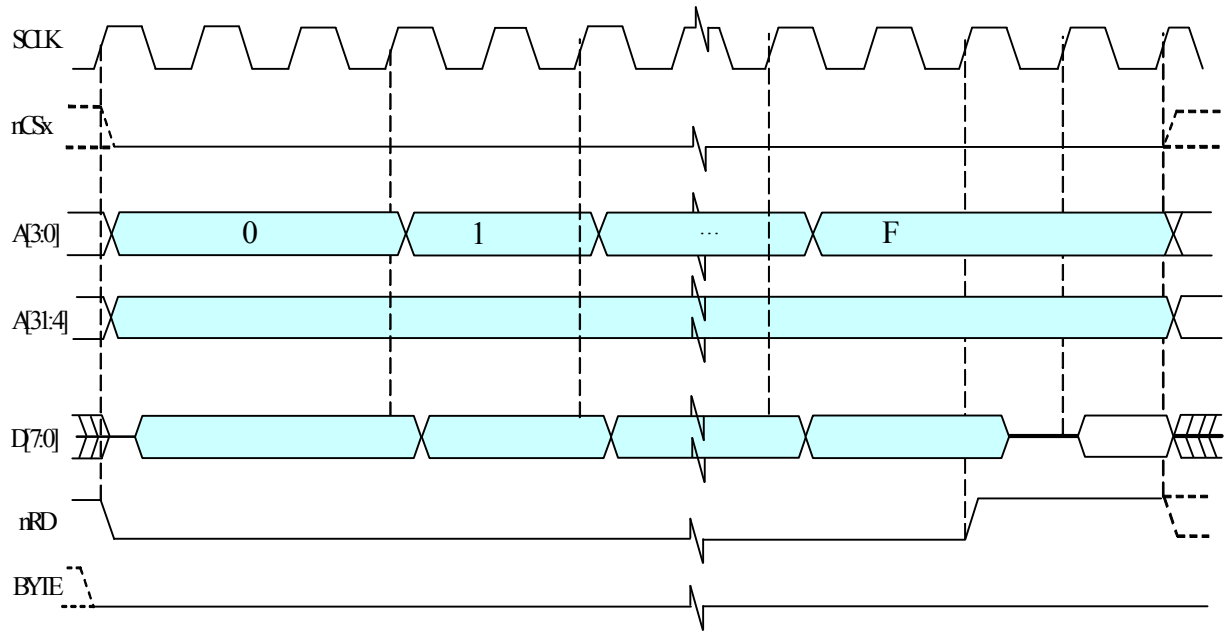 SCLK
nCSx
A[3:0] 0 1 ... F
A[31:4]
D[7:0]
nRD
BYTE